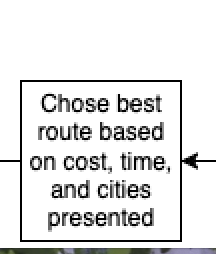 Chose best
route based
on cost, time,
and cities
presented